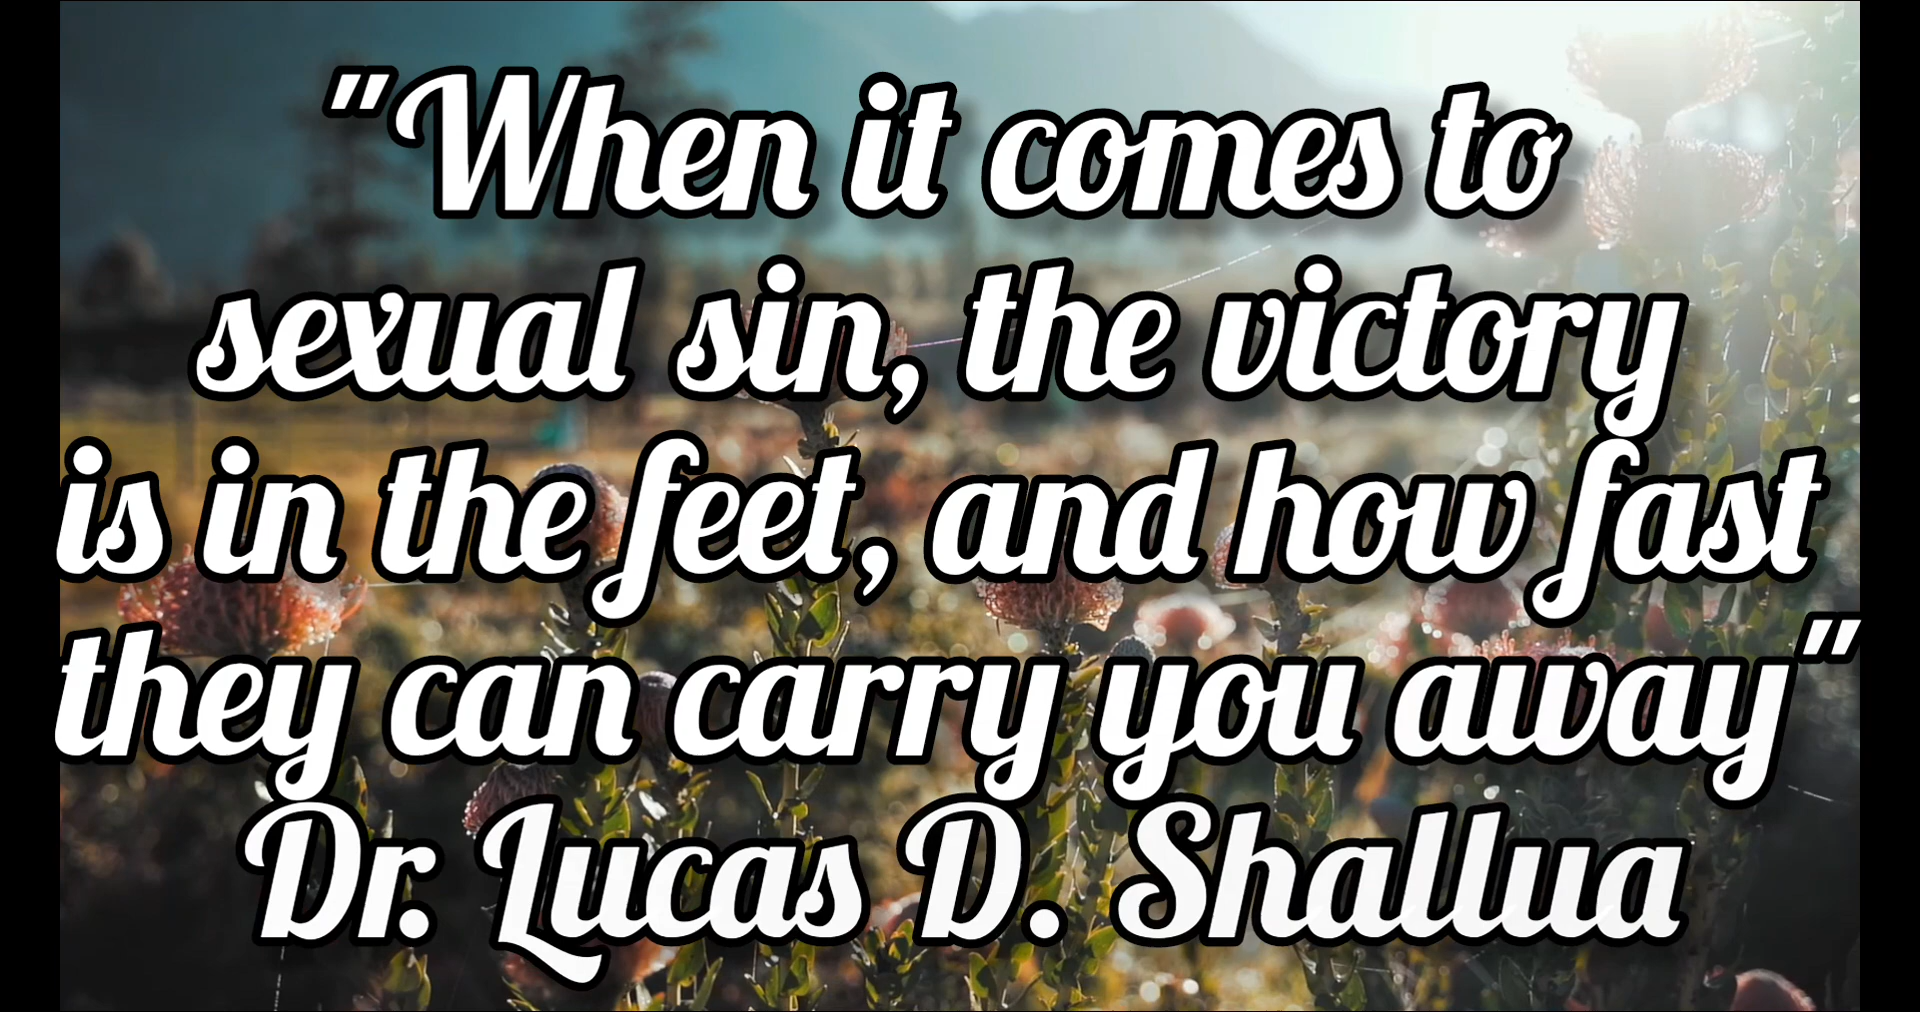 "When it comes to
sexual sin, the victory
is in the feet, and how fast
they can carry you away"
Dr. Lucas D. Shallua